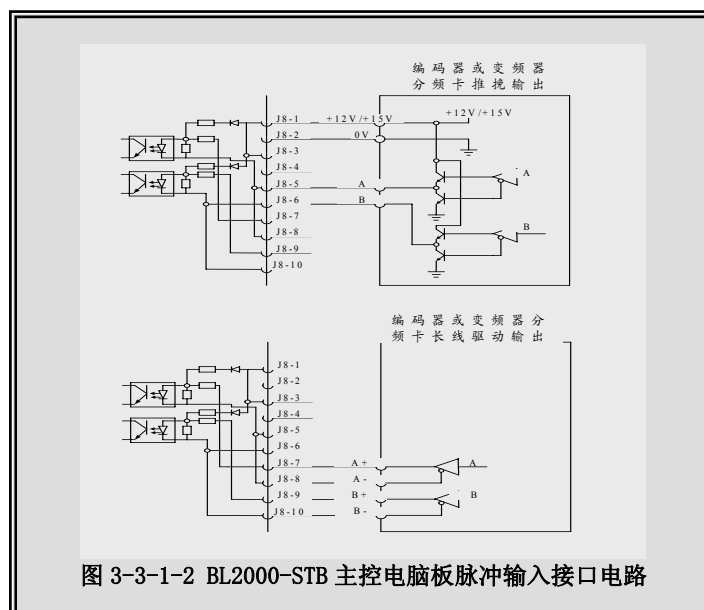 编码器或变频器
分频卡推挽输出
J8-1 +12V/+15V +12V/+15V
J8-2 0V
J8-3
J8-4
J8-5 A A
J8-6 B
J8-7
J8-8 B
J8-9
J8-10
编码器或变频器分
频卡长线驱动输出
J8-1
J8-2
J8-3
J8-4
J8-5
J8-6
J8-7 A+ A
J8-8 A-
J8-9 B+ B
J8-10 B-
图 3-3-1-2 BL2000-STB 主控电脑板脉冲输入接口电路